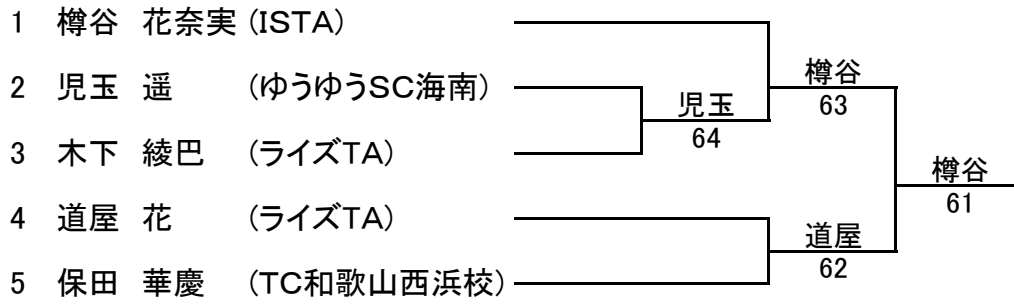 1 樽谷 花奈実 (ISTA)
樽谷
2 児玉 遥 (ゆうゆうSC海南)
児玉
63
64
3 木下 綾巴 (ライズTA)
樽谷
61
4 道屋 花 (ライズTA)
道屋
62
5 保田 華慶 (TC和歌山西浜校)